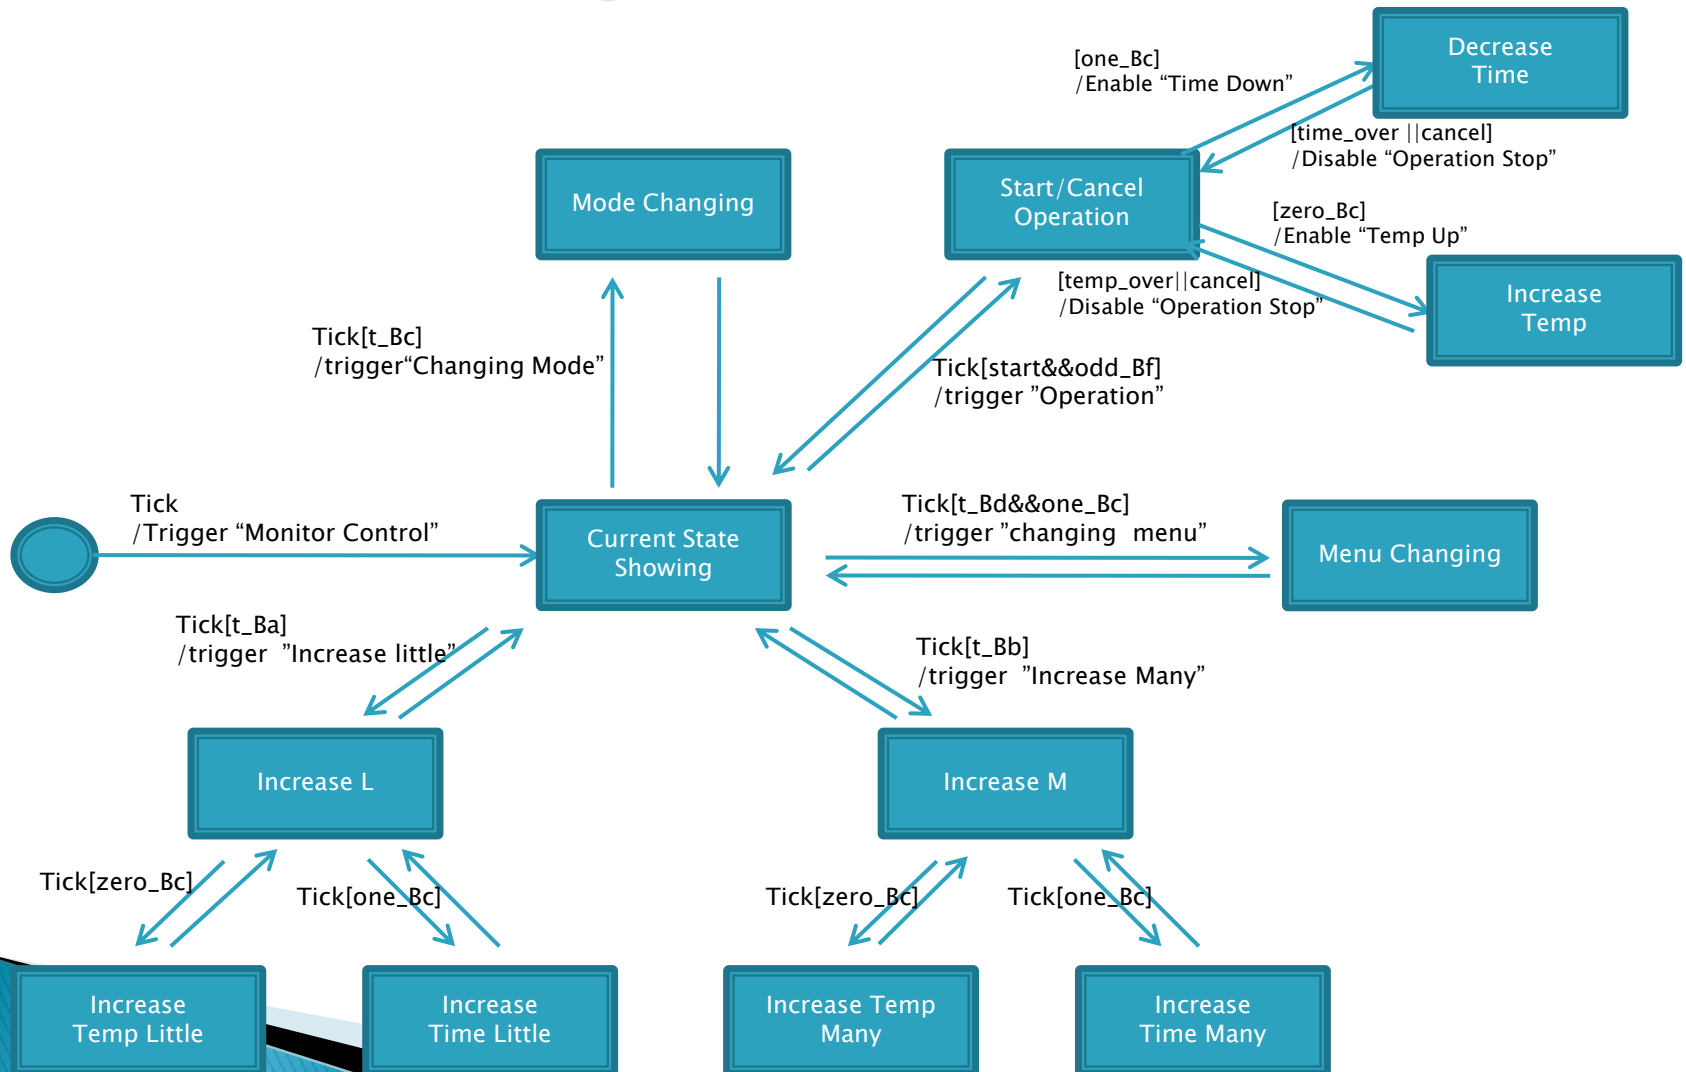 [one_Bc]
/Enable “Time Down”
Decrease
Time
[time_over ||cancel]
/Disable “Operation Stop”
Mode Changing
Start/Cancel
Operation
[zero_Bc]
/Enable “Temp Up”
[temp_over||cancel]
/Disable “Operation Stop”
Increase
Temp
Tick[t_Bc]
/trigger“Changing Mode”
Tick[start&&odd_Bf]
/trigger ”Operation”
Tick
/Trigger “Monitor Control”
Current State
Showing
Tick[t_Bd&&one_Bc]
/trigger ”changing  menu”
Menu Changing
Tick[t_Ba]
/trigger  ”Increase little”
Tick[t_Bb]
/trigger  ”Increase Many”
Increase L
Increase M
Tick[zero_Bc]
Tick[one_Bc]
Tick[zero_Bc]
Tick[one_Bc]
Increase
Temp Little
Increase
Time Little
Increase Temp
Many
Increase
Time Many